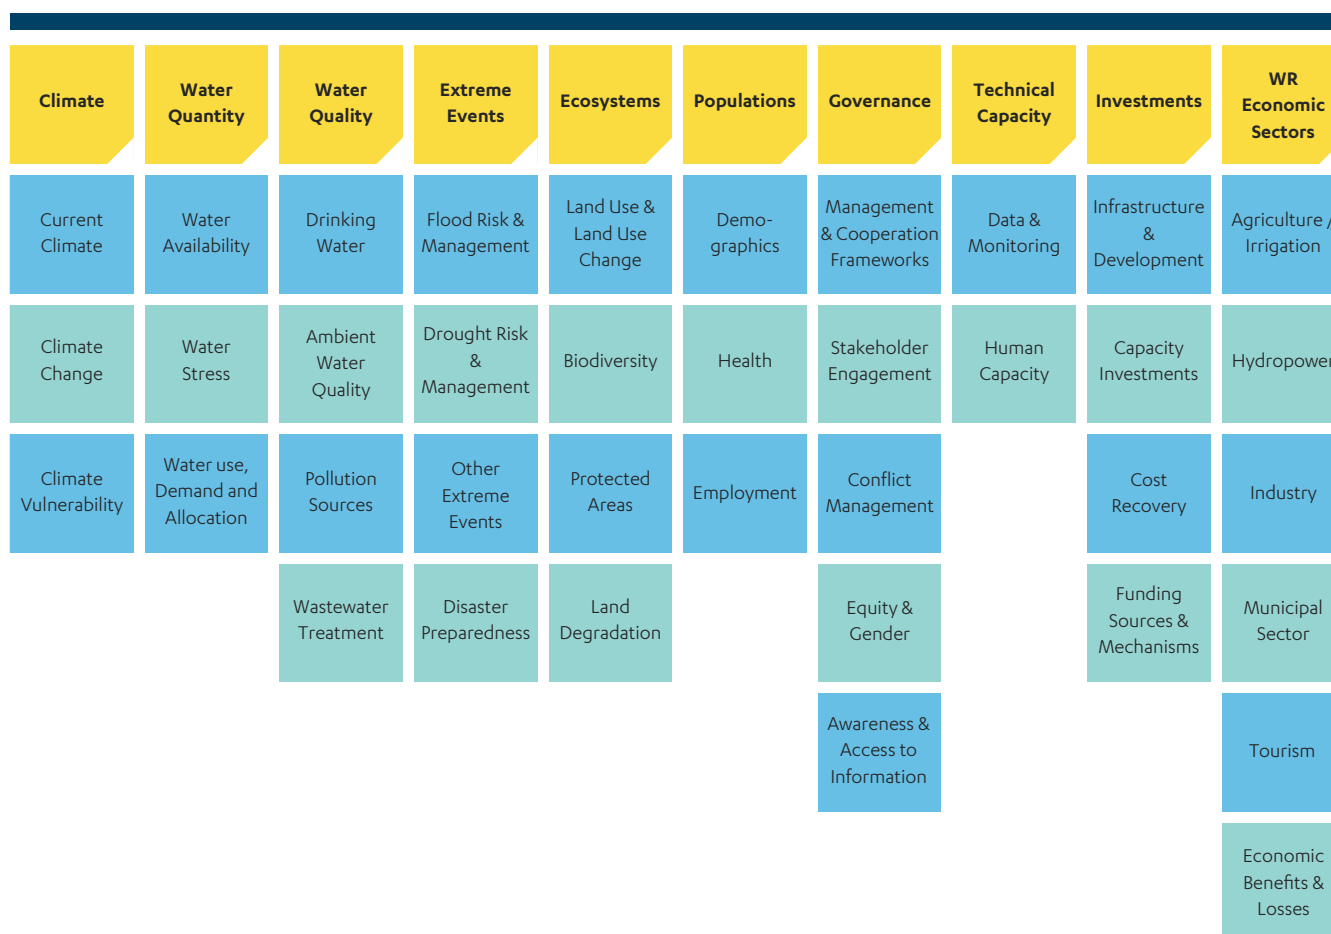 Climate
Water
Quantity
Water
Quality
Extreme
Events
Ecosystems
Populations
Governance
Technical
Capacity
Investments
WR
Economic
Sectors
Current
Climate
Water
Availability
Drinking
Water
Flood Risk &
Management
Land Use &
Land Use
Change
Demo-
graphics
Management
& Cooperation
Frameworks
Data &
Monitoring
Infrastructure
&
Development
Agriculture /
Irrigation
Climate
Change
Water
Stress
Ambient
Water
Quality
Drought Risk
&
Management
Biodiversity
Health
Stakeholder
Engagement
Human
Capacity
Capacity
Investments
Hydropower
Climate
Vulnerability
Water use,
Demand and
Allocation
Pollution
Sources
Other
Extreme
Events
Protected
Areas
Employment
Conflict
Management
Cost
Recovery
Industry
Wastewater
Treatment
Disaster
Preparedness
Land
Degradation
Equity &
Gender
Funding
Sources &
Mechanisms
Municipal
Sector
Awareness &
Access to
Information
Tourism
Economic
Benefits &
Losses